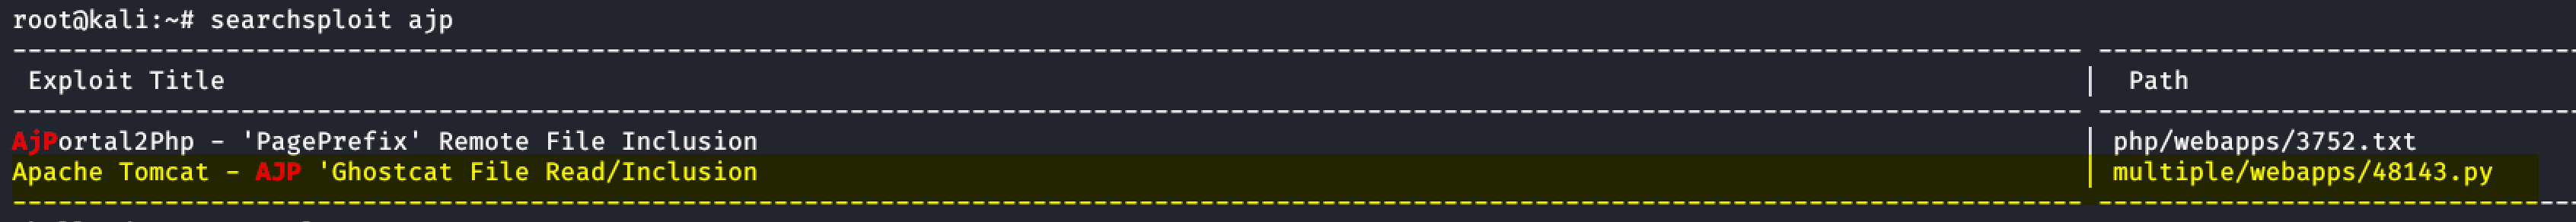 root@kali:~# searchsploit ajp
---------------------------------------------------------------------------------------------------------------------------------------- --------------------------------
 Exploit Title | Path
---------------------------------------------------------------------------------------------------------------------------------------- --------------------------------
AjPortal2Php - 'PagePrefix' Remote File Inclusion | php/webapps/3752.txt
Apache Tomcat - AJP 'Ghostcat File Read/Inclusion | multiple/webapps/48143.py
---------------------------------------------------------------------------------------------------------------------------------------- --------------------------------